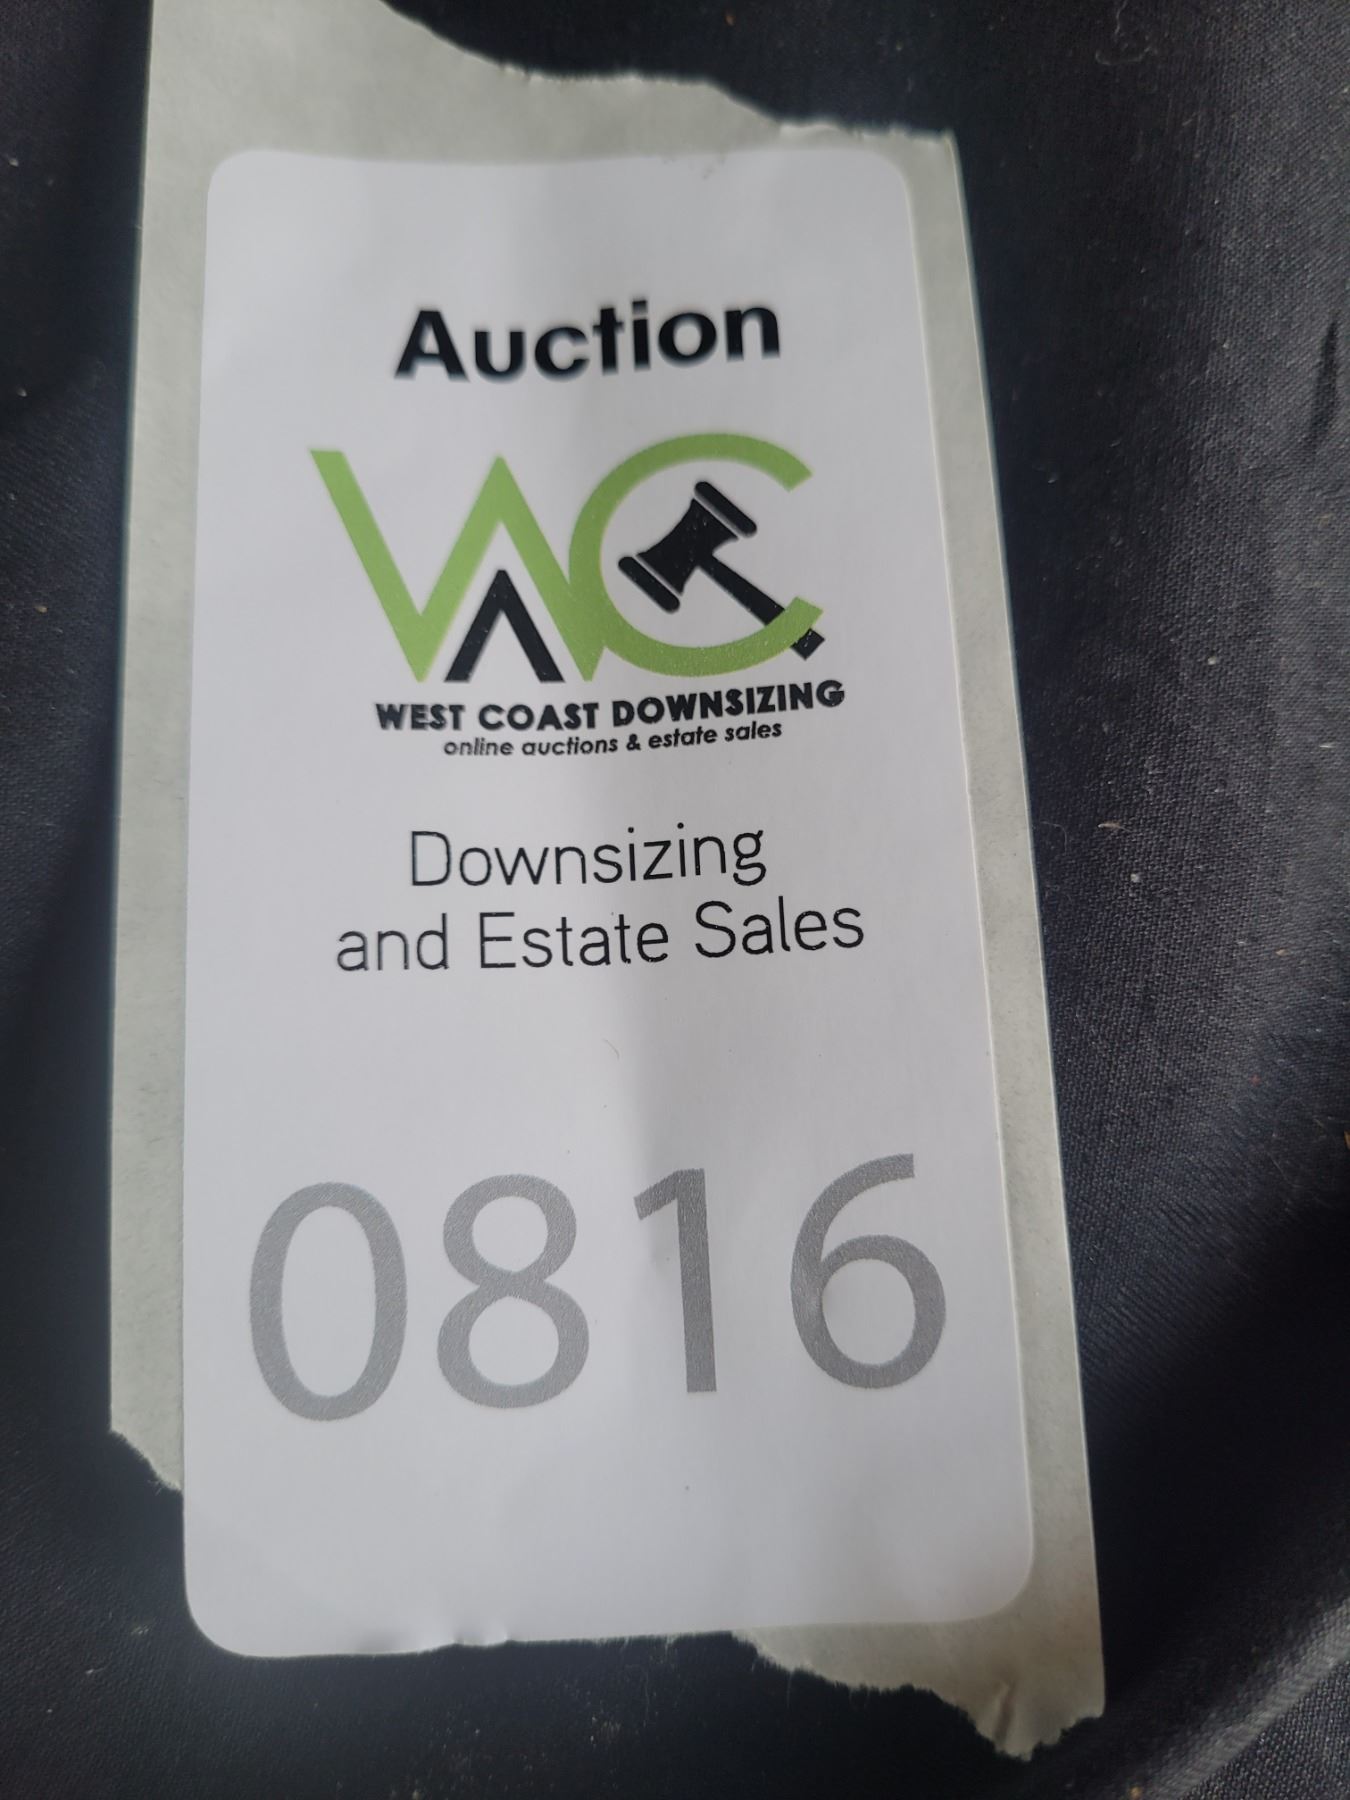 Auction
WC
WEST COAST DOWNSIZING
online auctions & estate sales
Downsizing
and Estate Sales
0816